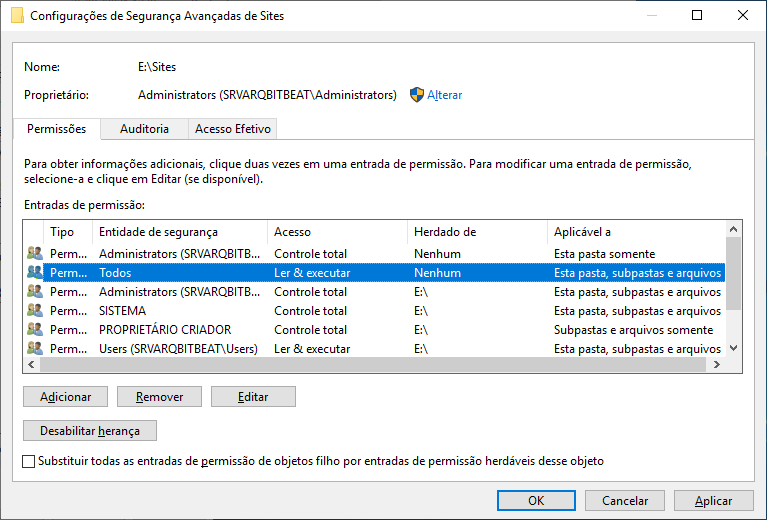 Configurações de Segurança Avançadas de Sites
Nome: E:\Sites
Proprietário: Administrators (SRVARQBITBEAT\Administrators) Alterar
Permissões Auditoria Acesso Efetivo
Para obter informações adicionais, clique duas vezes em uma entrada de permissão. Para modificar uma entrada de permissão,
selecione-a e clique em Editar (se disponível).
Entradas de permissão:
Tipo Entidade de segurança Acesso Herdado de Aplicável a
Perm... Administrators (SRVARQBITB... Controle total Nenhum Esta pasta somente
Perm... Todos Ler & executar Nenhum Esta pasta, subpastas e arquivos
Perm... Administrators (SRVARQBITB... Controle total E:\ Esta pasta, subpastas e arquivos
Perm... SISTEMA Controle total E:\ Esta pasta, subpastas e arquivos
Perm... PROPRIETÁRIO CRIADOR Controle total E:\ Subpastas e arquivos somente
Perm... Users (SRVARQBITBEAT\Users) Ler & executar E:\ Esta pasta, subpastas e arquivos
Adicionar Remover Editar
Desabilitar herança
Substituir todas as entradas de permissão de objetos filho por entradas de permissão herdáveis desse objeto
OK Cancelar Aplicar